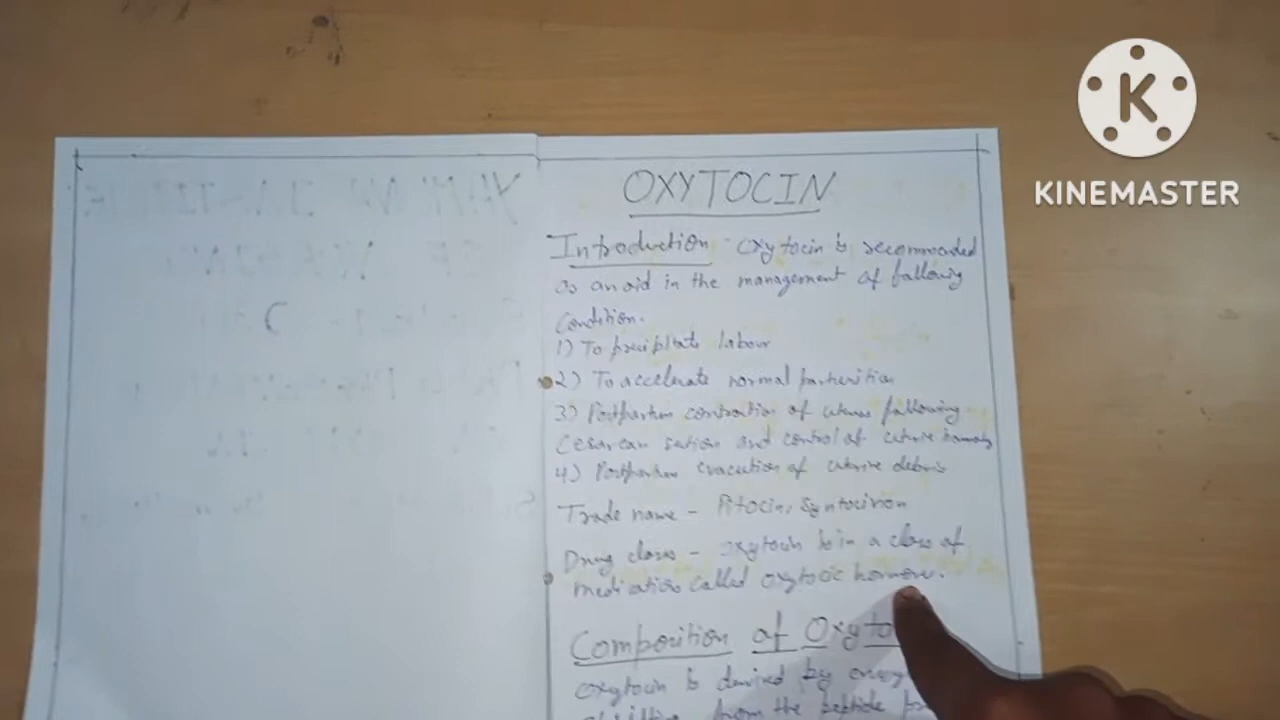 K
KINEMASTER
OXYTOCIN
Introduction - Oxytocin is recommended
as an aid in the management of following
Condition.
1) To precipitate labour
2) To accelerate normal parturition
3) Postpartum contraction of uterus following
Cesarean section and control of uterine
4) Postpartum evacution of uterine debris
Trade name - Pitocin, Syntocinon
Drug class - Oxytocin is in a class of
medication called oxytocic hormone.
Composition of Oxyto
Oxytocin is derived by
from the peptide